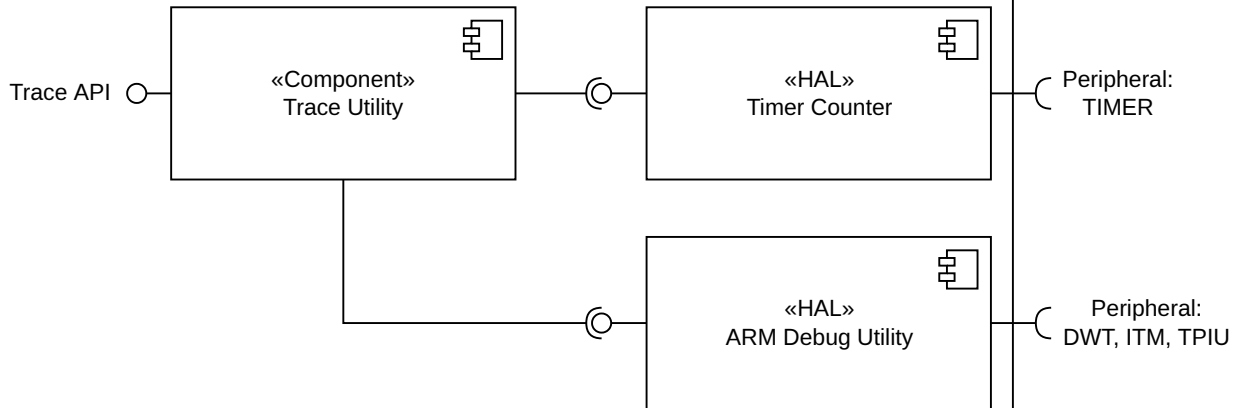 Trace API
«Component»
Trace Utility
«HAL»
Timer Counter
Peripheral:
TIMER
«HAL»
ARM Debug Utility
Peripheral:
DWT, ITM, TPIU